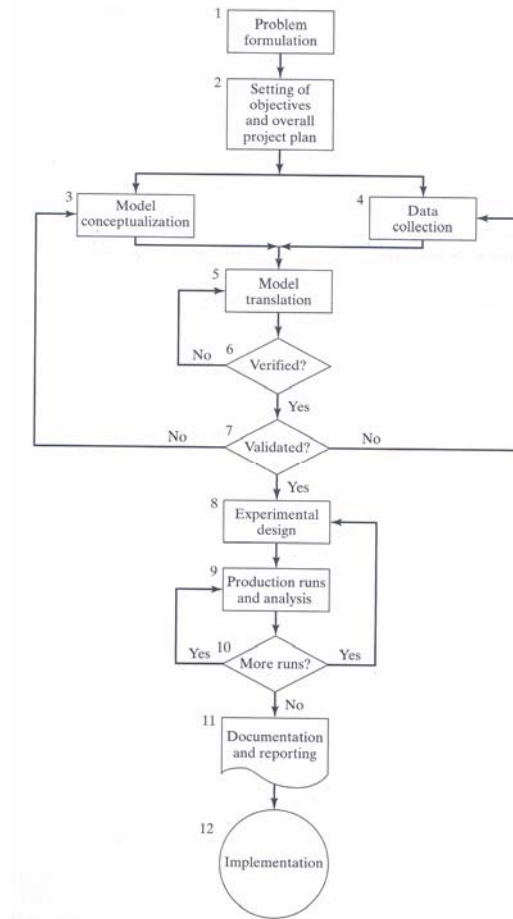 1
Problem
formulation
2
Setting of
objectives
and overall
project plan
3
Model
conceptualization
4
Data
collection
5
Model
translation
6
No
Verified?
Yes
7
No
Validated?
No
Yes
8
Experimental
design
9
Production runs
and analysis
10
Yes
More runs?
Yes
No
11
Documentation
and reporting
12
Implementation